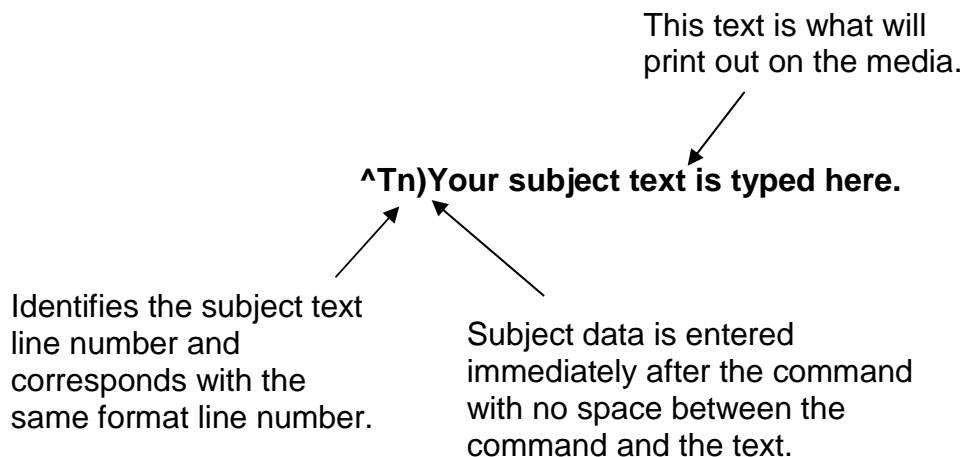 This text is what will
print out on the media.
^Tn)Your subject text is typed here.
Identifies the subject text
line number and
corresponds with the
same format line number.
Subject data is entered
immediately after the command
with no space between the
command and the text.